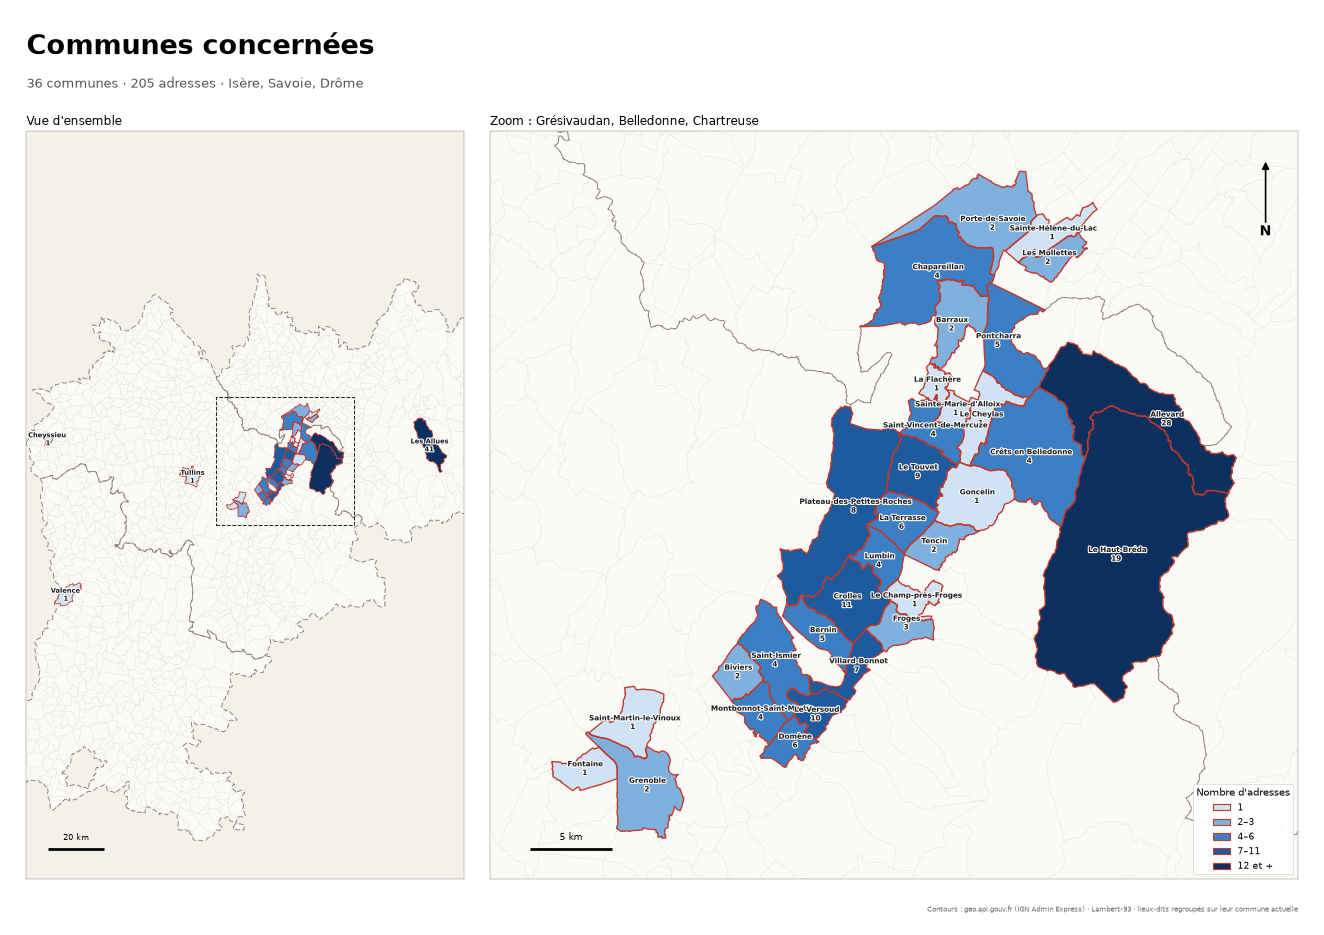 Communes concernées
36 communes · 205 adresses · Isère, Savoie, Drôme
Vue d'ensemble
Cheyssieu
1
Tullins
1
Les Allues
41
Valence
1
20 km
Zoom : Grésivaudan, Belledonne, Chartreuse
N
Porte-de-Savoie
2
Sainte-Hélène-du-Lac
1
Les Mollettes
2
Chapareillan
4
Barraux
2
Pontcharra
5
La Flachère
1
Sainte-Marie-d'Alloix
1
Le Cheylas
Saint-Vincent-de-Mercuze
4
Allevard
28
Crêts en Belledonne
4
Le Touvet
9
Goncelin
1
Plateau-des-Petites-Roches
8
La Terrasse
6
Tencin
2
Le Haut-Bréda
19
Lumbin
4
Crolles
11
Le Champ-près-Froges
1
Froges
3
Bernin
5
Saint-Ismier
4
Villard-Bonnot
7
Biviers
2
Montbonnot-Saint-M
4
Le Versoud
10
Domène
6
Saint-Martin-le-Vinoux
1
Fontaine
1
Grenoble
2
5 km
Nombre d'adresses
1
2–3
4–6
7–11
12 et +
Contours : geo.api.gouv.fr (IGN Admin Express) · Lambert-93 · lieux-dits regroupés sur leur commune actuelle